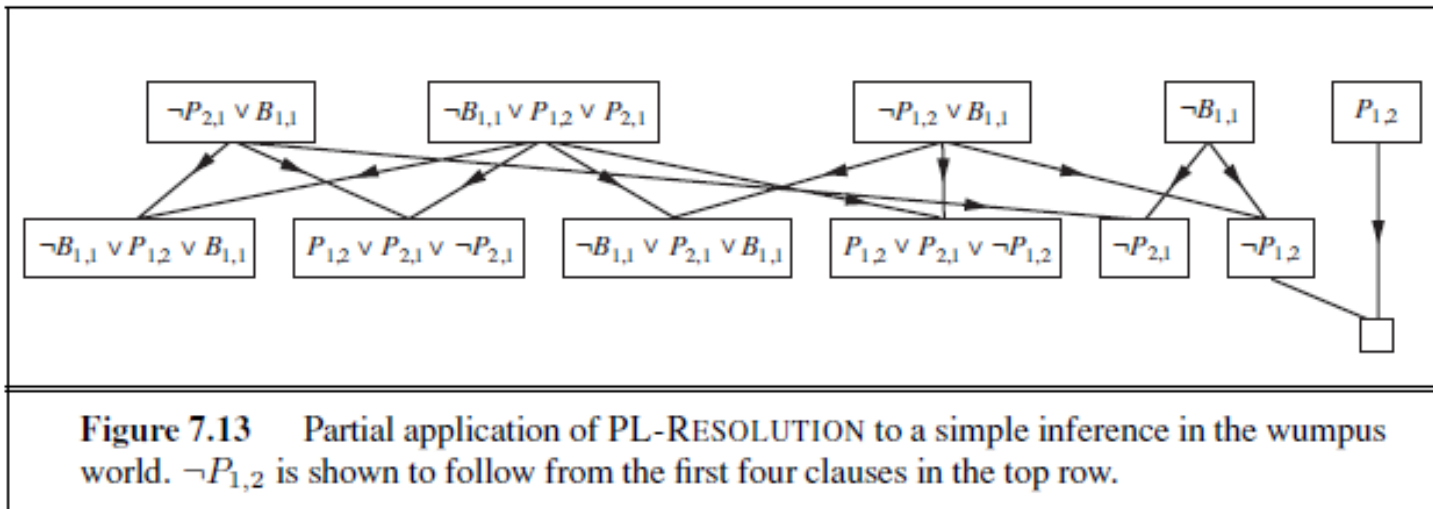 ¬P₂,₁ ∨ B₁,₁ ¬B₁,₁ ∨ P₁,₂ ∨ P₂,₁ ¬P₁,₂ ∨ B₁,₁ ¬B₁,₁ P₁,₂
¬B₁,₁ ∨ P₁,₂ ∨ B₁,₁ P₁,₂ ∨ P₂,₁ ∨ ¬P₂,₁ ¬B₁,₁ ∨ P₂,₁ ∨ B₁,₁ P₁,₂ ∨ P₂,₁ ∨ ¬P₁,₂ ¬P₂,₁ ¬P₁,₂
Figure 7.13 Partial application of PL-RESOLUTION to a simple inference in the wumpus
world. ¬P₁,₂ is shown to follow from the first four clauses in the top row.